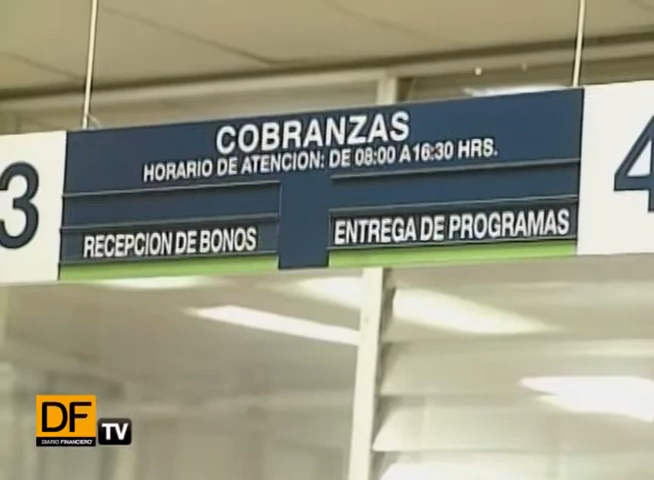 COBRANZAS
HORARIO DE ATENCION: DE 08:00 A 16:30 HRS.
3
4
RECEPCION DE BONOS
ENTREGA DE PROGRAMAS
DF
DIARIO FINANCIERO
TV